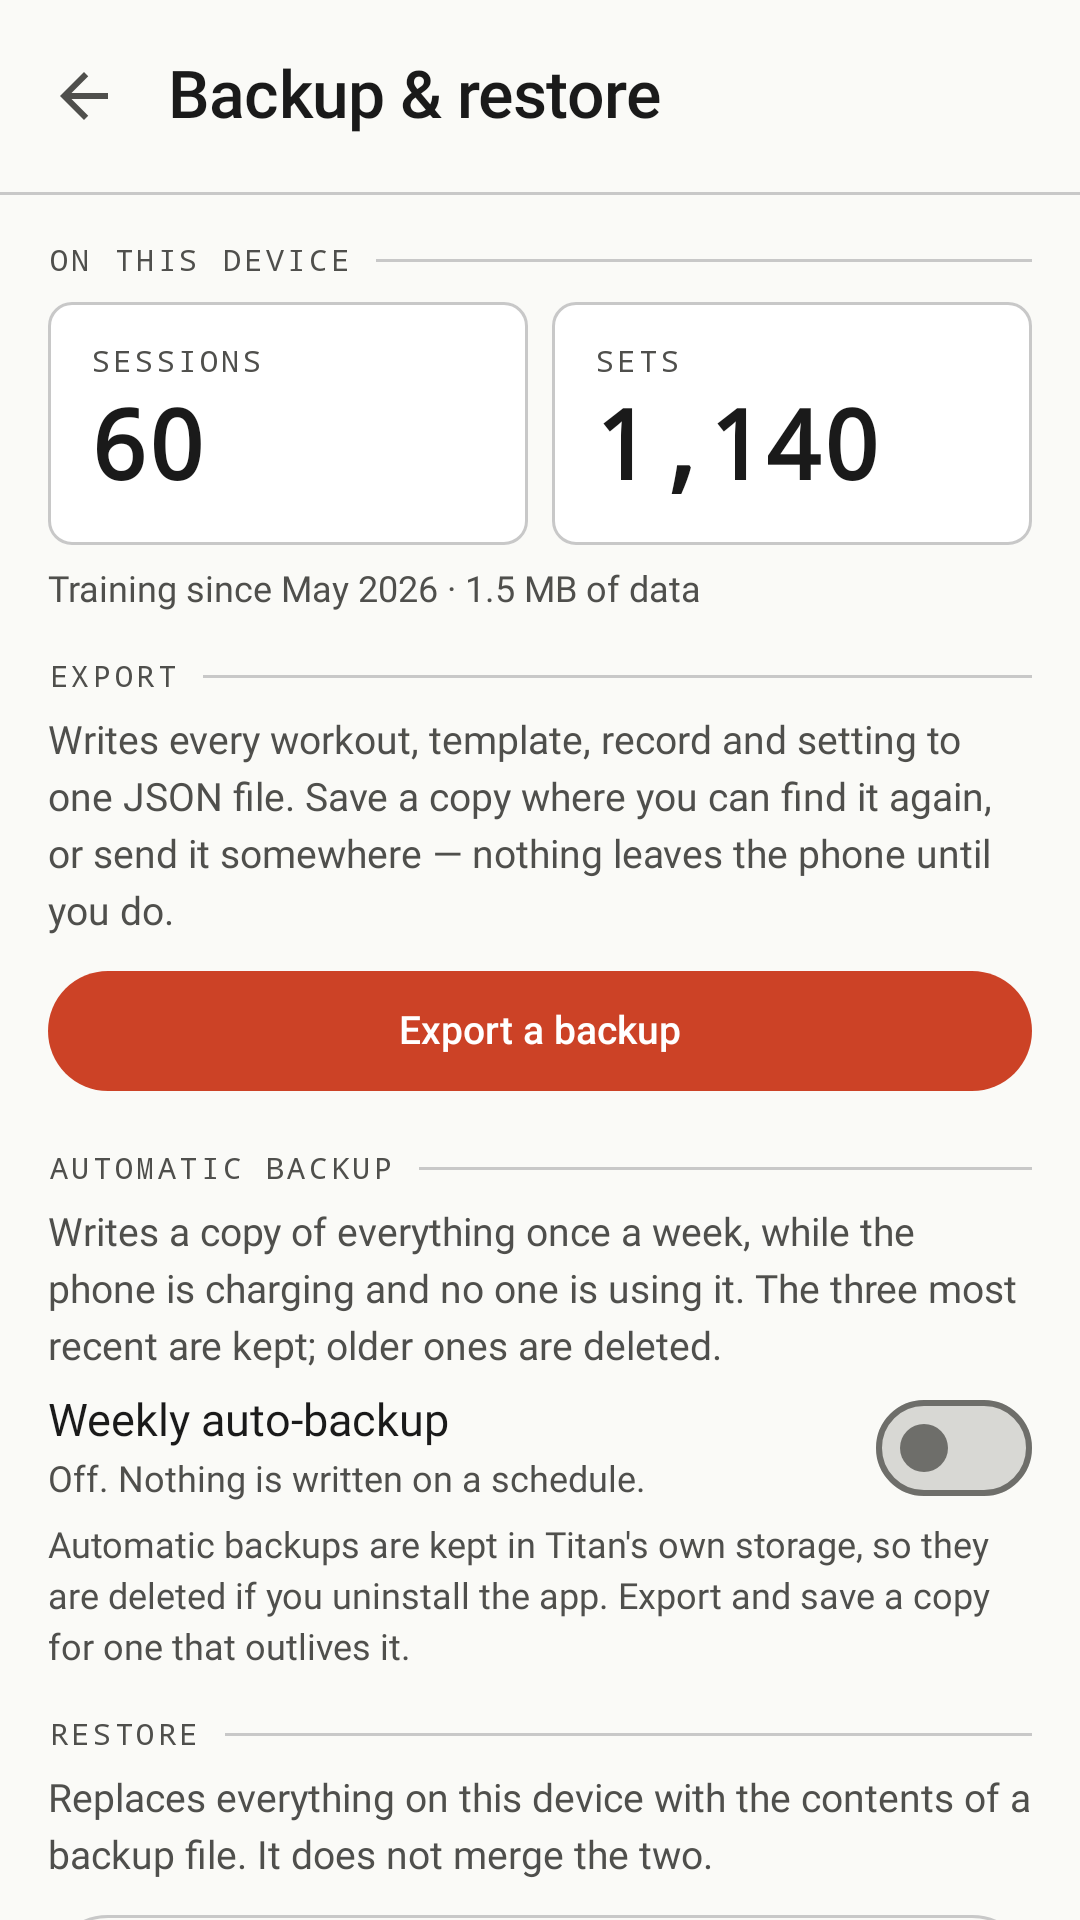 Backup & restore
ON THIS DEVICE
SESSIONS
60
SETS
1,140
Training since May 2026 · 1.5 MB of data
EXPORT
Writes every workout, template, record and setting to
one JSON file. Save a copy where you can find it again,
or send it somewhere — nothing leaves the phone until
you do.
Export a backup
AUTOMATIC BACKUP
Writes a copy of everything once a week, while the
phone is charging and no one is using it. The three most
recent are kept; older ones are deleted.
Weekly auto-backup
Off. Nothing is written on a schedule.
Automatic backups are kept in Titan's own storage, so they
are deleted if you uninstall the app. Export and save a copy
for one that outlives it.
RESTORE
Replaces everything on this device with the contents of a
backup file. It does not merge the two.